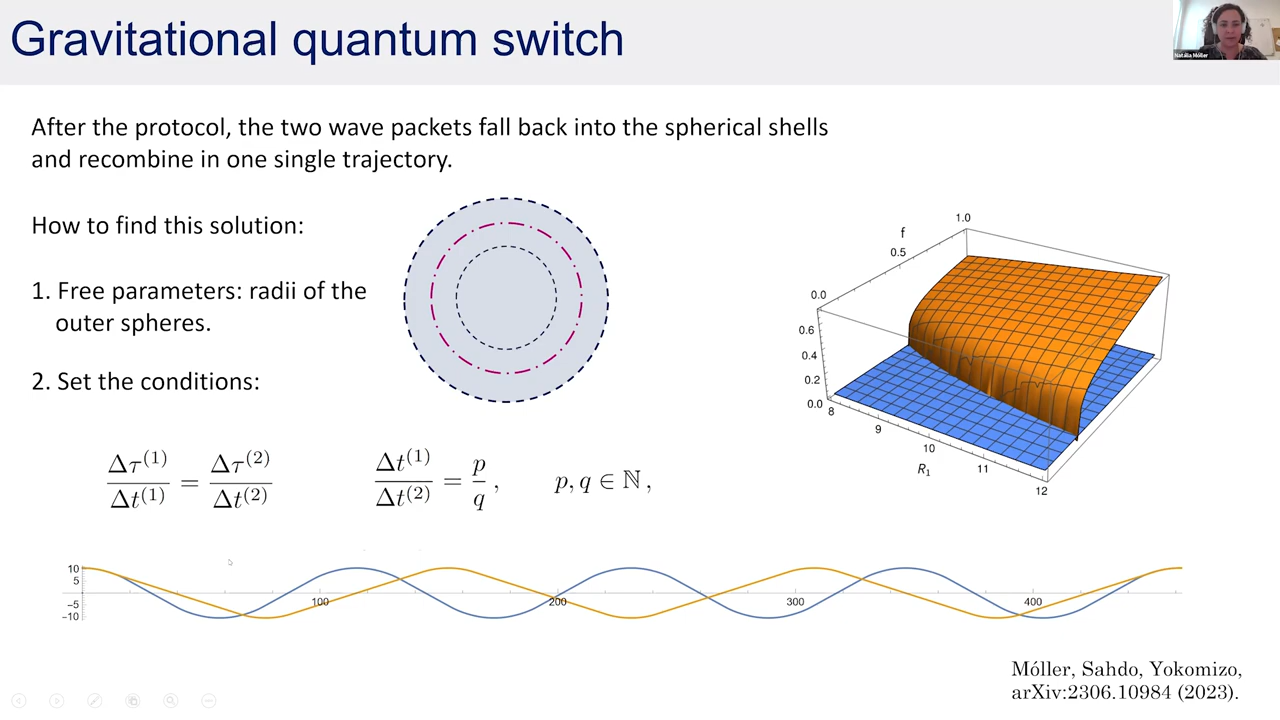 Gravitational quantum switch
Natália Móller
After the protocol, the two wave packets fall back into the spherical shells
and recombine in one single trajectory.
How to find this solution:
1. Free parameters: radii of the
outer spheres.
2. Set the conditions:
Δτ⁽¹⁾/Δt⁽¹⁾ = Δτ⁽²⁾/Δt⁽²⁾
Δt⁽¹⁾/Δt⁽²⁾ = p/q , p, q ∈ ℕ ,
1.0
f
0.5
0.0
0.6
0.4
0.2
0.0
8
9
10
R₁
11
12
10
5
−5
−10
100
200
300
400
Móller, Sahdo, Yokomizo,
arXiv:2306.10984 (2023).